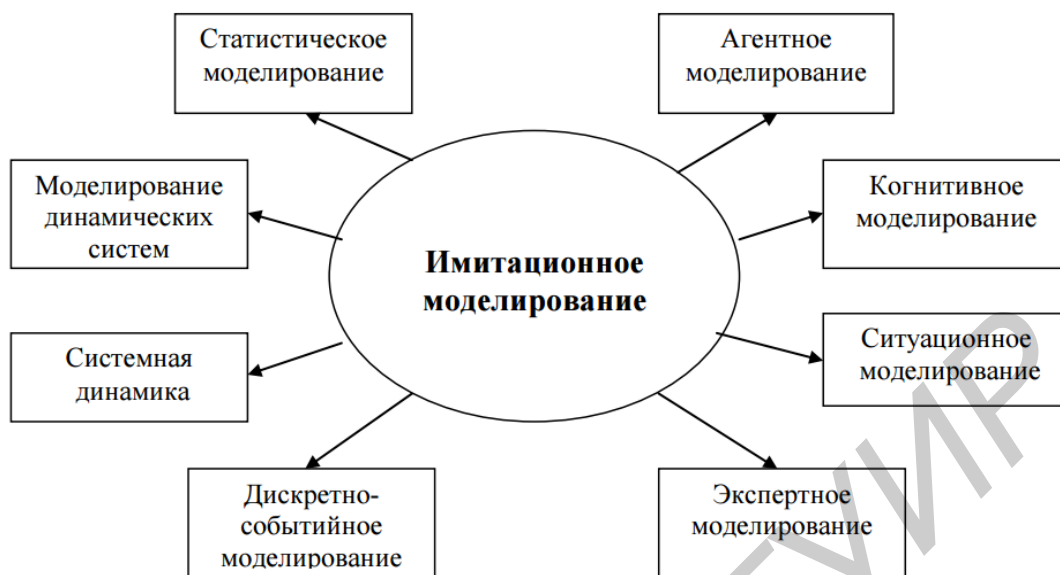 Статистическое
моделирование
Агентное
моделирование
Моделирование
динамических
систем
Когнитивное
моделирование
Имитационное
моделирование
Системная
динамика
Ситуационное
моделирование
Дискретно-
событийное
моделирование
Экспертное
моделирование